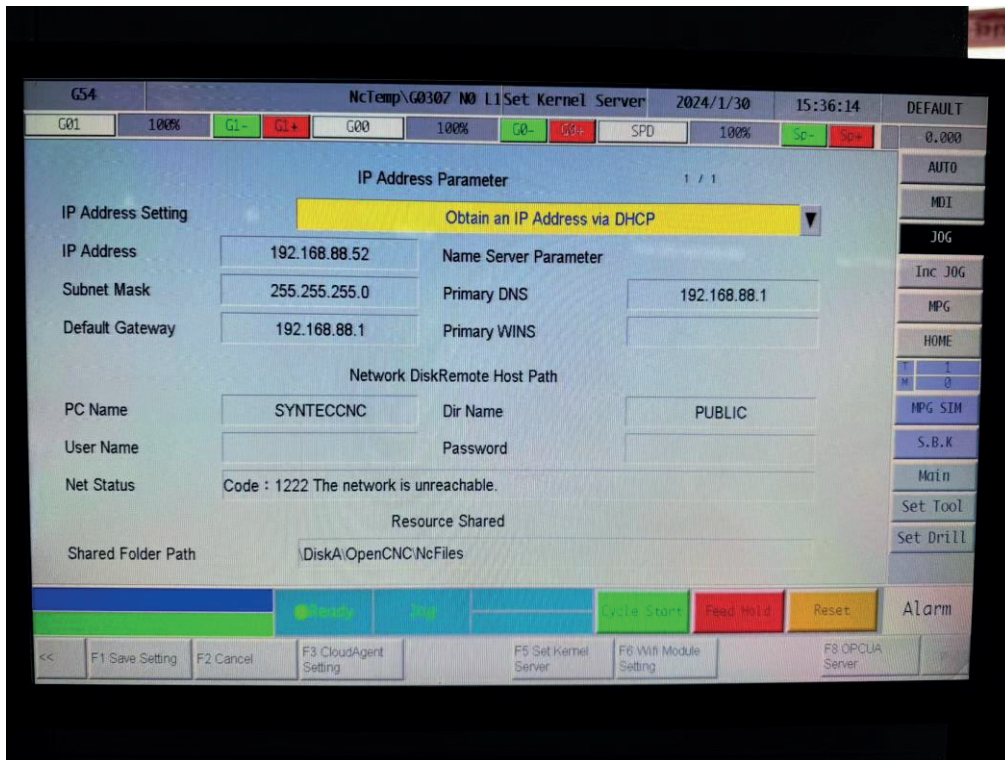 G54 NcTemp\G0307 N0 L1 Set Kernel Server 2024/1/30 15:36:14 DEFAULT
G01 100% G1- G1+ G00 100% G0- G0+ SPD 100% Sp- Sp+ 0.000
IP Address Parameter 1 / 1 AUTO
IP Address Setting Obtain an IP Address via DHCP ▼ MDI
JOG
IP Address 192.168.88.52 Name Server Parameter
Inc JOG
Subnet Mask 255.255.255.0 Primary DNS 192.168.88.1
MPG
Default Gateway 192.168.88.1 Primary WINS
HOME
T 1
M 0
Network DiskRemote Host Path
PC Name SYNTECCNC Dir Name PUBLIC MPG SIM
User Name Password S.B.K
Net Status Code : 1222 The network is unreachable. Main
Set Tool
Resource Shared
Set Drill
Shared Folder Path \DiskA\OpenCNC\NcFiles
Ready Jog Cycle Start Feed Hold Reset Alarm
<< F1 Save Setting F2 Cancel F3 CloudAgent Setting F5 Set Kernel Server F6 Wifi Module Setting F8 OPCUA Server